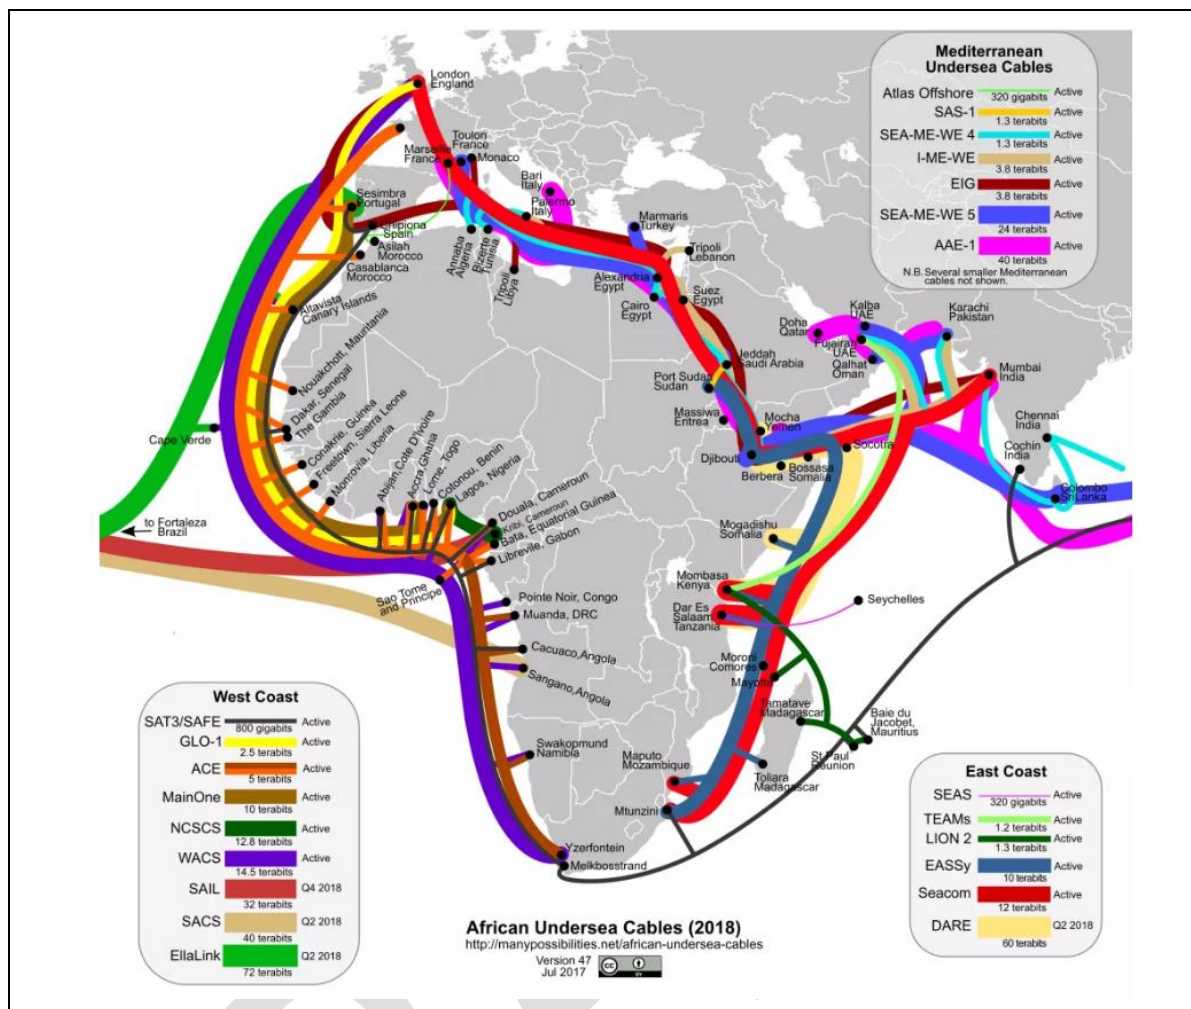 London
England
Toulon
France
Marseille
France
Monaco
Bari
Italy
Palermo
Italy
Sesimbra
Portugal
Chipiona
Spain
Asilah
Morocco
Casablanca
Morocco
Annaba
Algeria
Bizerte
Tunisia
Tripoli
Libya
Marmaris
Turkey
Tripoli
Lebanon
Alexandria
Egypt
Cairo
Egypt
Suez
Egypt
Altavista
Canary Islands
Nouakchott, Mauntania
Dakar, Senegal
The Gambia
Conakrie, Guinea
Freetown, Sierra Leone
Monrovia, Liberia
Abijan,Cote D'Ivoire
Accra,Ghana
Lome, Togo
Cotonou, Benin
Lagos, Nigeria
Douala, Cameroun
Kribi, Cameroun
Bata, Equatorial Guinea
Libreville, Gabon
Cape Verde
to Fortaleza
Brazil
Sao Tome
and Principe
Pointe Noir, Congo
Muanda, DRC
Cacuaco,Angola
Sangano,Angola
Swakopmund
Namibia
Yzerfontein
Melkbosstrand
Jeddah
Saudi Arabia
Port Sudan
Sudan
Massiwa
Eritrea
Mocha
Yemen
Djibouti
Berbera
Bossasa
Somalia
Socotra
Doha
Qatar
Kalba
UAE
Fujairah
UAE
Qalhat
Oman
Karachi
Pakistan
Mumbai
India
Chennai
India
Cochin
India
Colombo
Sri Lanka
Mogadishu
Somalia
Mombasa
Kenya
Dar Es
Salaam
Tanzania
Seychelles
Moroni
Comores
Mayotte
Tamatave
Madagascar
Baie du
Jacobet,
Mauritius
St Paul
Reunion
Toliara
Madagascar
Maputo
Mozambique
Mtunzini
Mediterranean
Undersea Cables
Atlas Offshore 320 gigabits Active
SAS-1 1.3 terabits Active
SEA-ME-WE 4 1.3 terabits Active
I-ME-WE 3.8 terabits Active
EIG 3.8 terabits Active
SEA-ME-WE 5 24 terabits Active
AAE-1 40 terabits Active
N.B. Several smaller Mediterranean
cables not shown.
West Coast
SAT3/SAFE 800 gigabits Active
GLO-1 2.5 terabits Active
ACE 5 terabits Active
MainOne 10 terabits Active
NCSCS 12.8 terabits Active
WACS 14.5 terabits Active
SAIL 32 terabits Q4 2018
SACS 40 terabits Q2 2018
EllaLink 72 terabits Q2 2018
East Coast
SEAS 320 gigabits Active
TEAMs 1.2 terabits Active
LION 2 1.3 terabits Active
EASSy 10 terabits Active
Seacom 12 terabits Active
DARE 60 terabits Q2 2018
African Undersea Cables (2018)
http://manypossibilities.net/african-undersea-cables
Version 47
Jul 2017
cc
BY